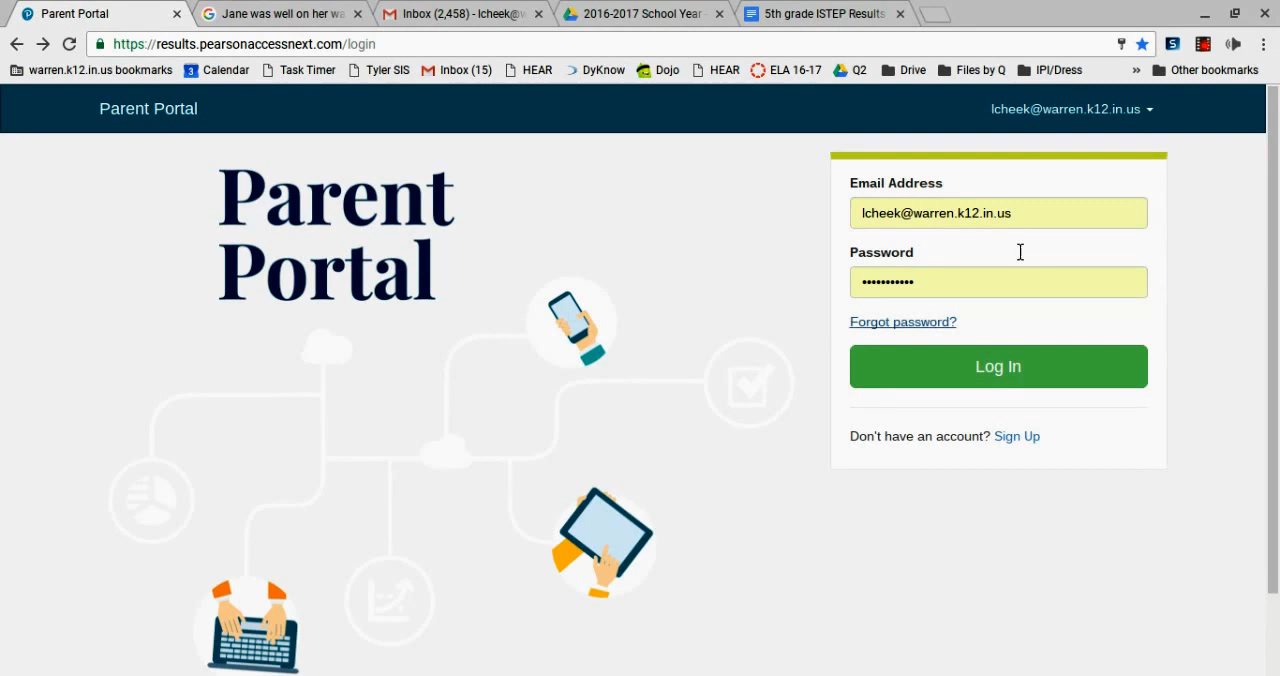 Parent Portal
Jane was well on her wa
Inbox (2,458) - lcheek@w
2016-2017 School Year -
5th grade ISTEP Results
https://results.pearsonaccessnext.com/login
S
warren.k12.in.us bookmarks
3 Calendar
Task Timer
Tyler SIS
Inbox (15)
HEAR
DyKnow
Dojo
HEAR
ELA 16-17
Q2
Drive
Files by Q
IPI/Dress
»
Other bookmarks
Parent Portal
lcheek@warren.k12.in.us
Parent
Portal
Email Address
lcheek@warren.k12.in.us
Password
•••••••••••
Forgot password?
Log In
Don't have an account? Sign Up